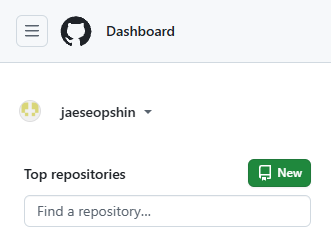 Dashboard
jaeseopshin
Top repositories
New
Find a repository...